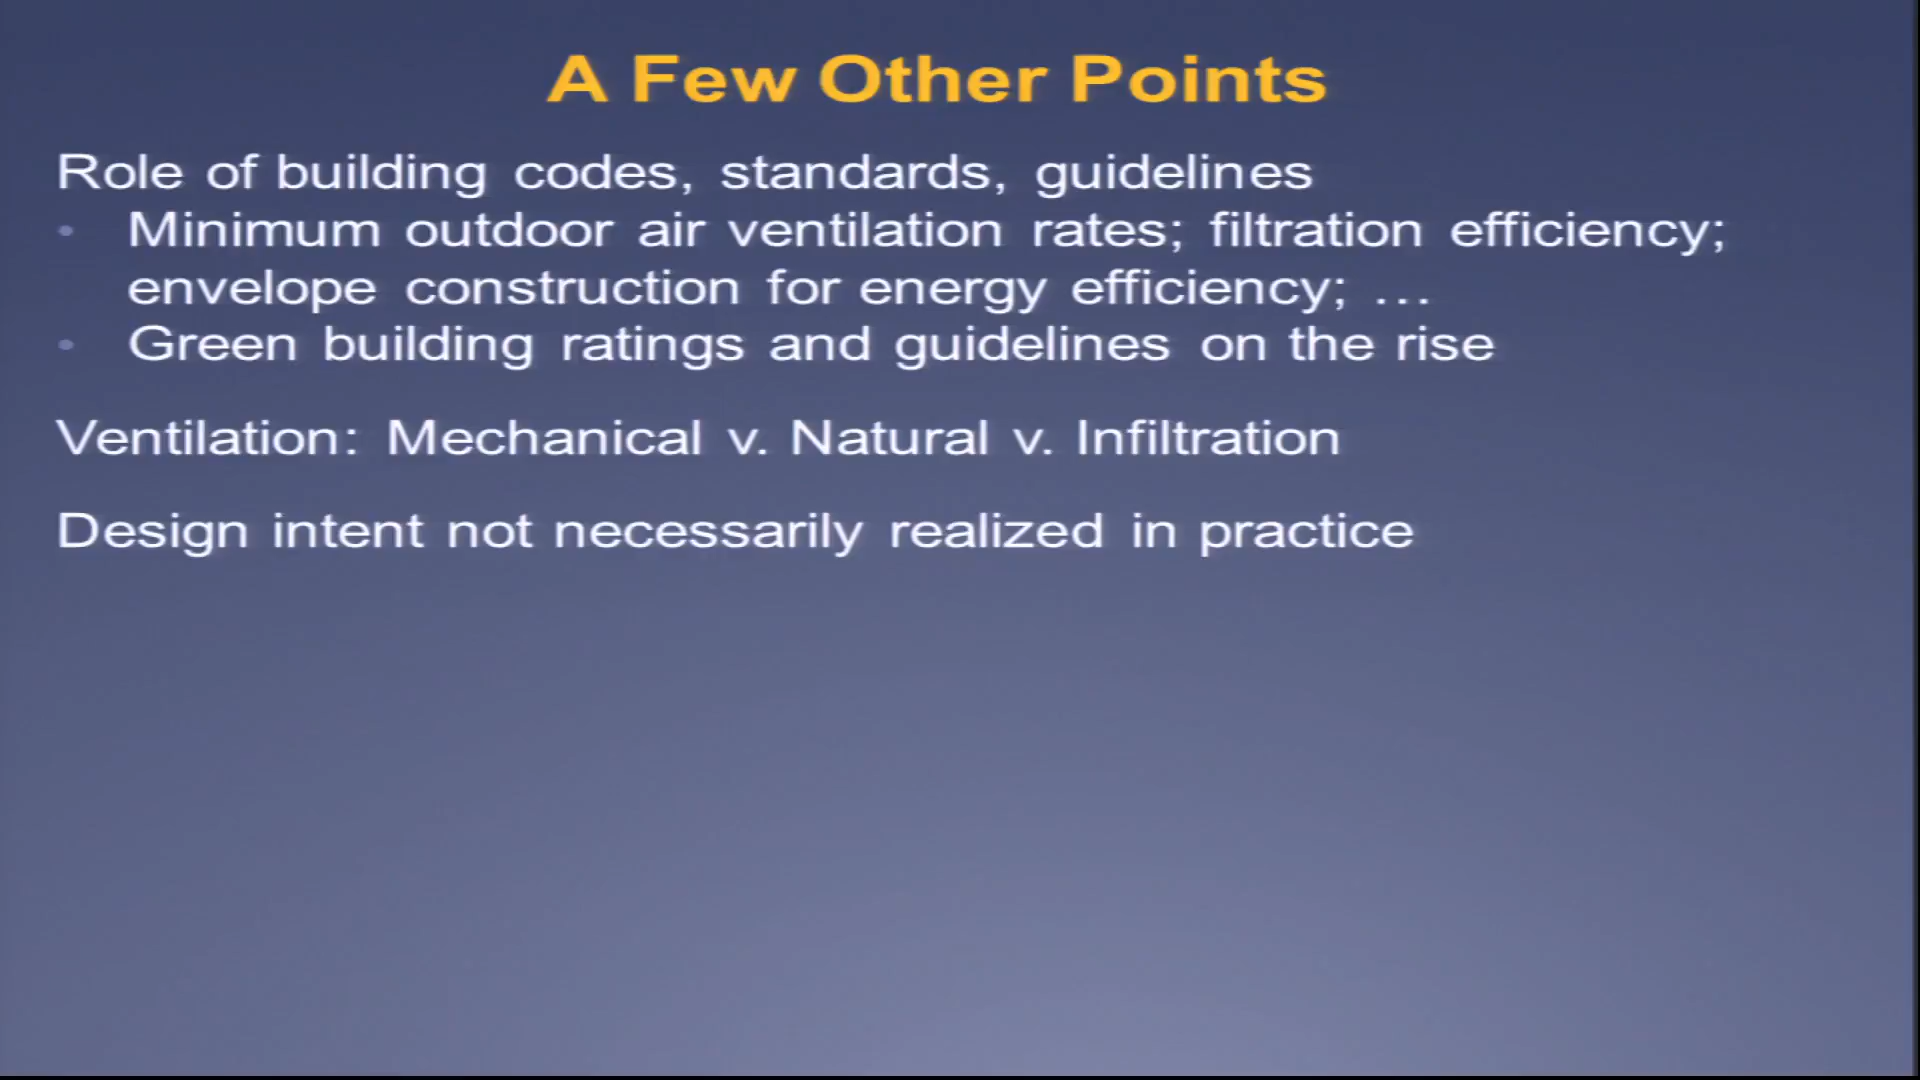 A Few Other Points
Role of building codes, standards, guidelines
• Minimum outdoor air ventilation rates; filtration efficiency;
envelope construction for energy efficiency; …
• Green building ratings and guidelines on the rise
Ventilation: Mechanical v. Natural v. Infiltration
Design intent not necessarily realized in practice